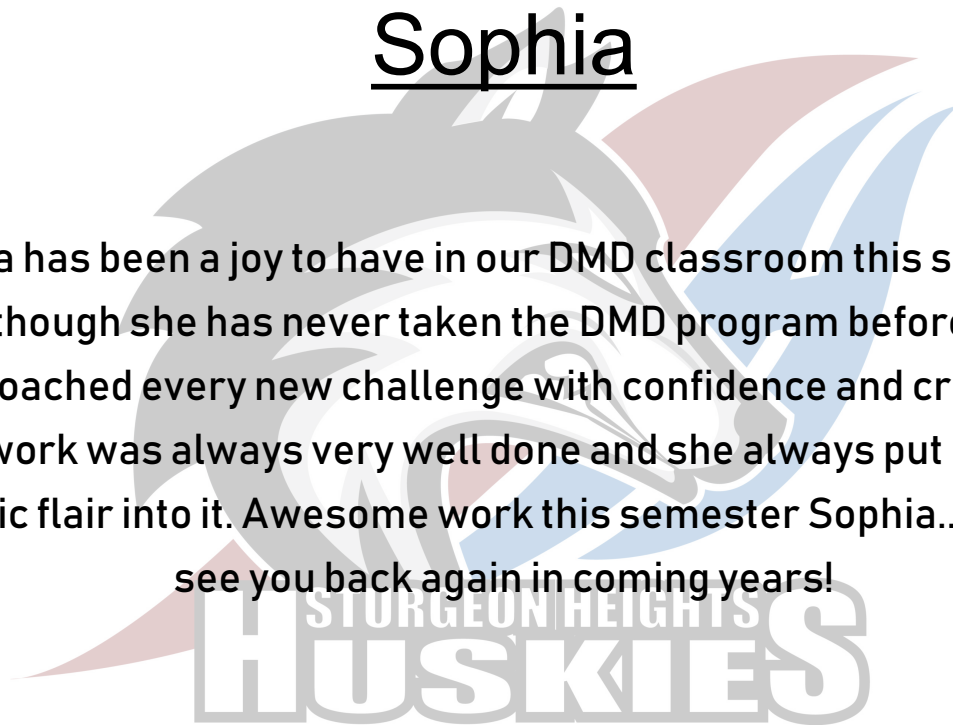 Sophia
a has been a joy to have in our DMD classroom this s
though she has never taken the DMD program before
oached every new challenge with confidence and cr
work was always very well done and she always put
ic flair into it. Awesome work this semester Sophia..
see you back again in coming years!
STURGEON HEIGHTS
HUSKIES